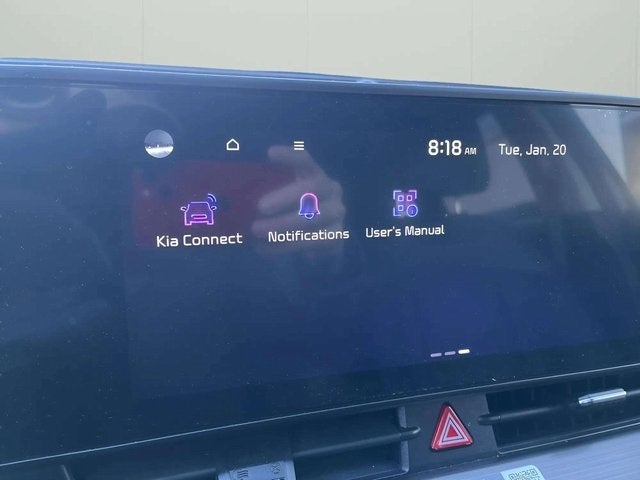 8:18 AM Tue, Jan. 20
Kia Connect Notifications User's Manual